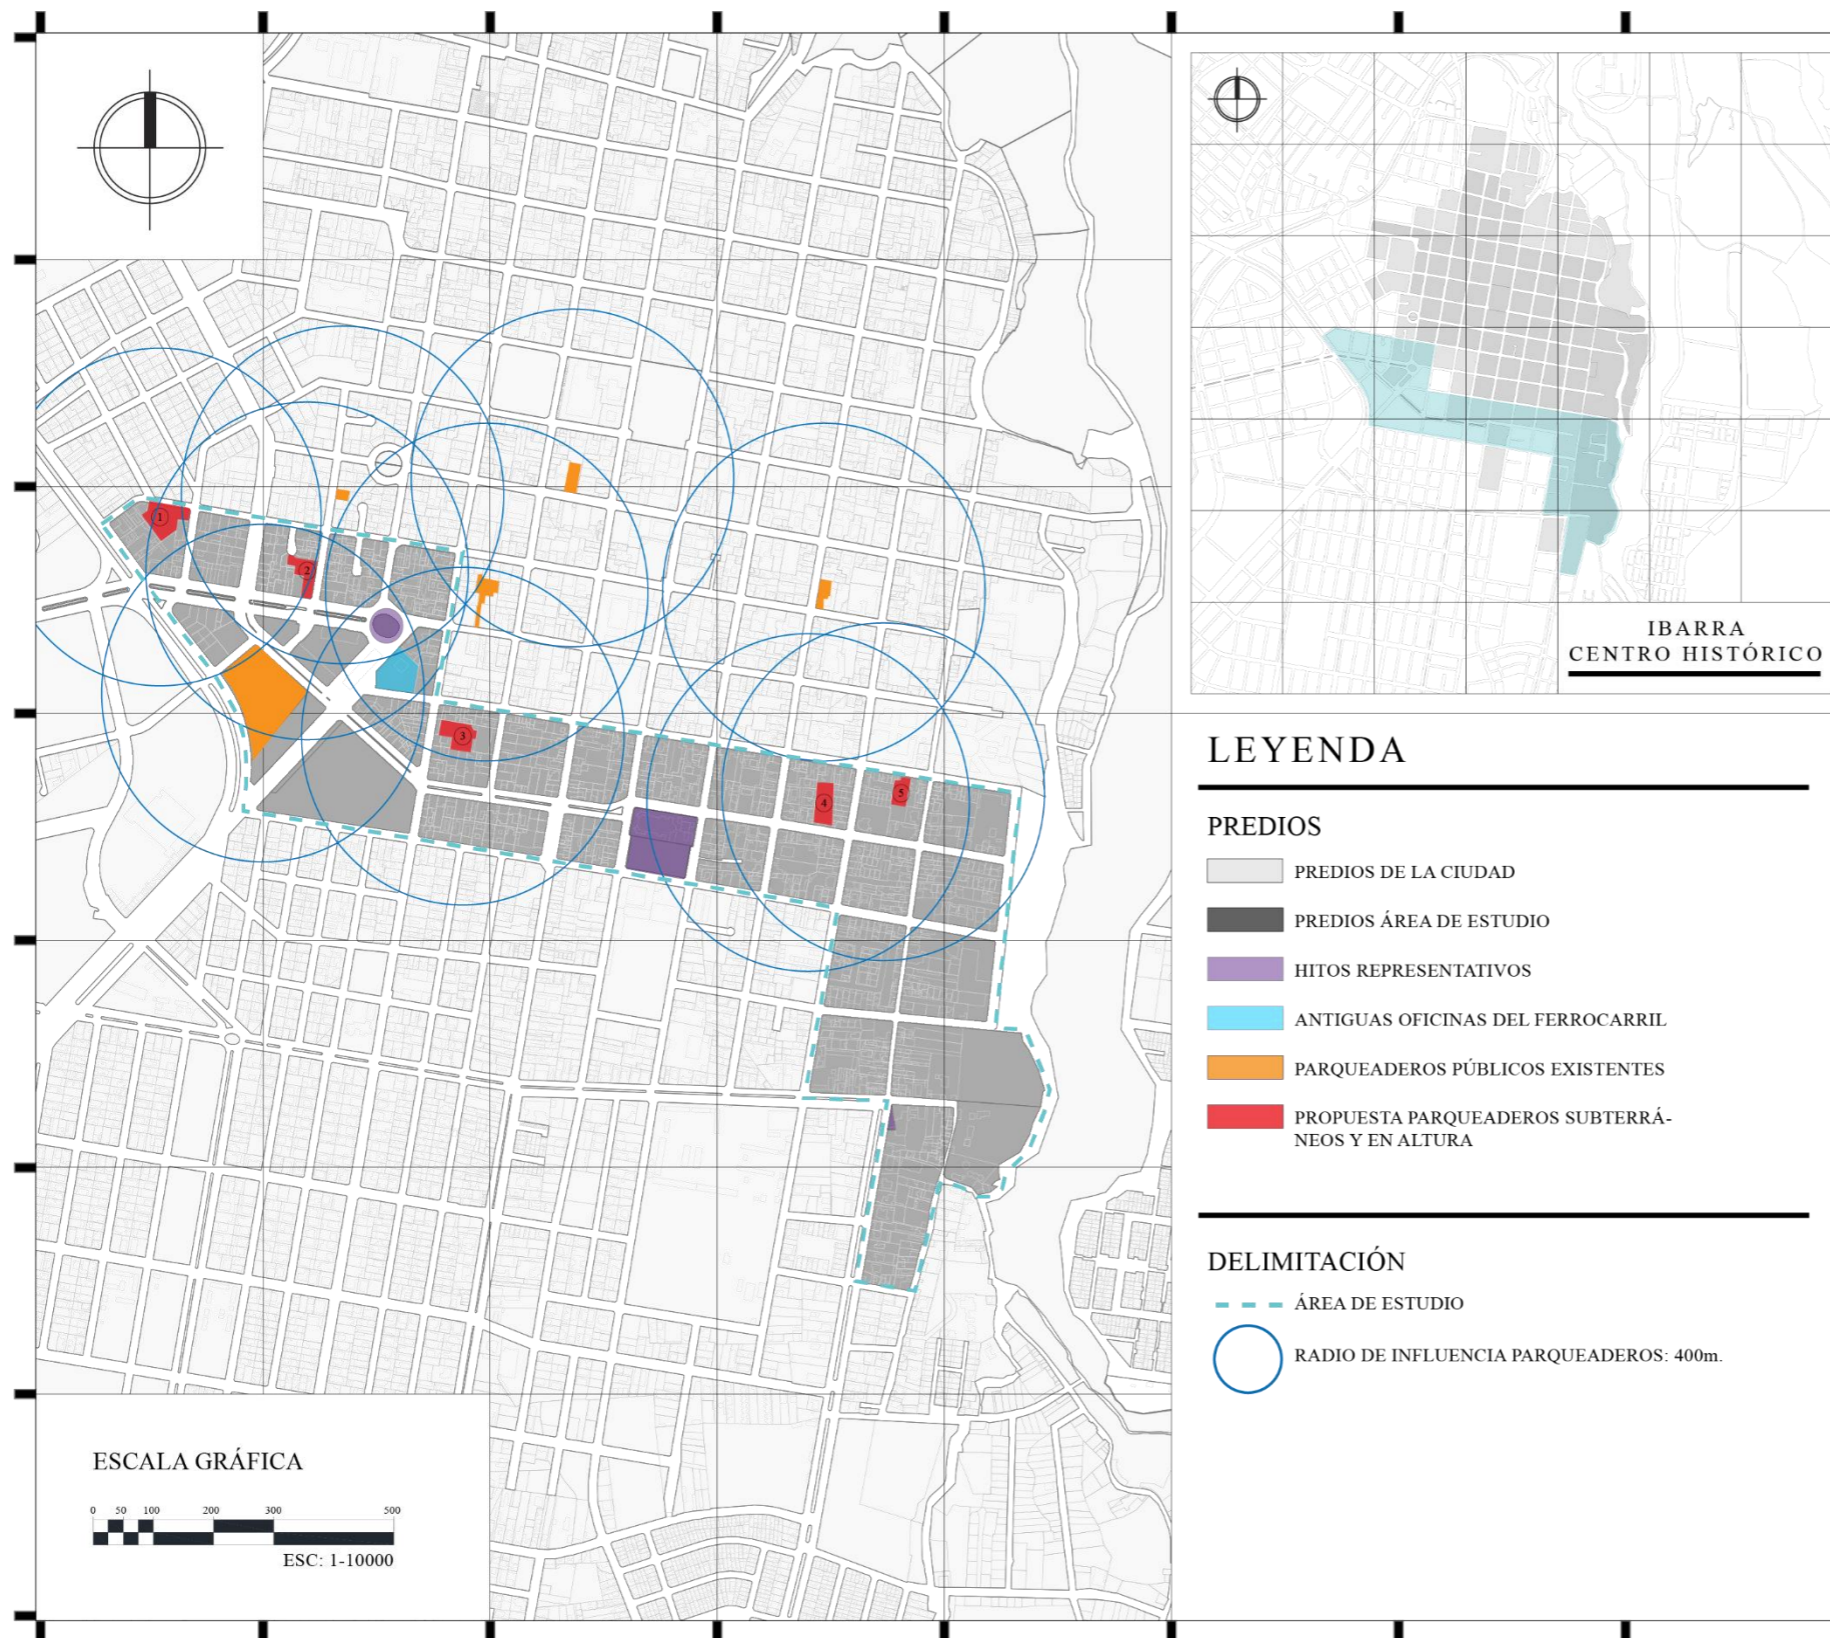 1
2
3
4
5
ESCALA GRÁFICA
0 50 100 200 300 500
ESC: 1-10000
IBARRA
CENTRO HISTÓRICO
LEYENDA
PREDIOS
PREDIOS DE LA CIUDAD
PREDIOS ÁREA DE ESTUDIO
HITOS REPRESENTATIVOS
ANTIGUAS OFICINAS DEL FERROCARRIL
PARQUEADEROS PÚBLICOS EXISTENTES
PROPUESTA PARQUEADEROS SUBTERRÁ-
NEOS Y EN ALTURA
DELIMITACIÓN
ÁREA DE ESTUDIO
RADIO DE INFLUENCIA PARQUEADEROS: 400m.